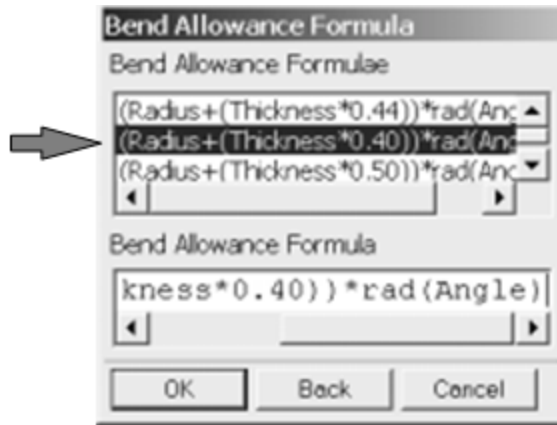 Bend Allowance Formula
Bend Allowance Formulae
(Radius+(Thickness*0.44))*rad(Ang
(Radius+(Thickness*0.40))*rad(Ang
(Radius+(Thickness*0.50))*rad(Ang
Bend Allowance Formula
kness*0.40))*rad(Angle)
OK Back Cancel